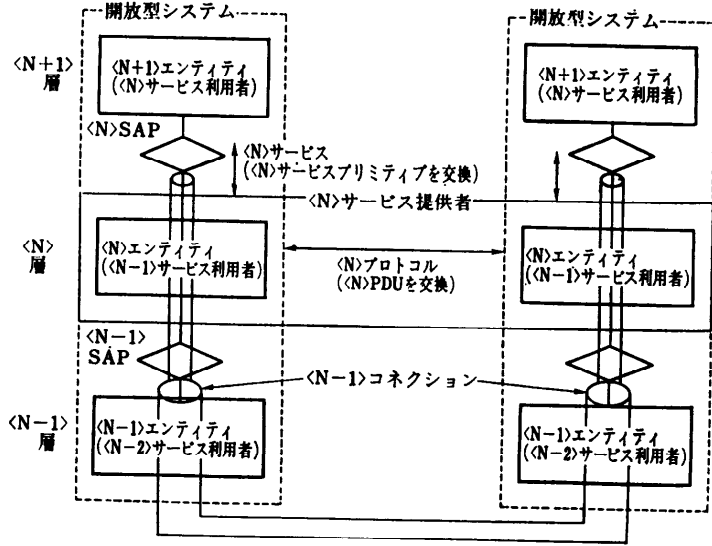 開放型システム
開放型システム
〈N+1〉
層
〈N+1〉エンティティ
(〈N〉サービス利用者)
〈N+1〉エンティティ
(〈N〉サービス利用者)
〈N〉SAP
〈N〉サービス
(〈N〉サービスプリミティブを交換)
〈N〉サービス提供者
〈N〉
層
〈N〉エンティティ
(〈N−1〉サービス利用者)
〈N〉エンティティ
(〈N−1〉サービス利用者)
〈N〉プロトコル
(〈N〉PDUを交換)
〈N−1〉
SAP
〈N−1〉コネクション
〈N−1〉
層
〈N−1〉エンティティ
(〈N−2〉サービス利用者)
〈N−1〉エンティティ
(〈N−2〉サービス利用者)